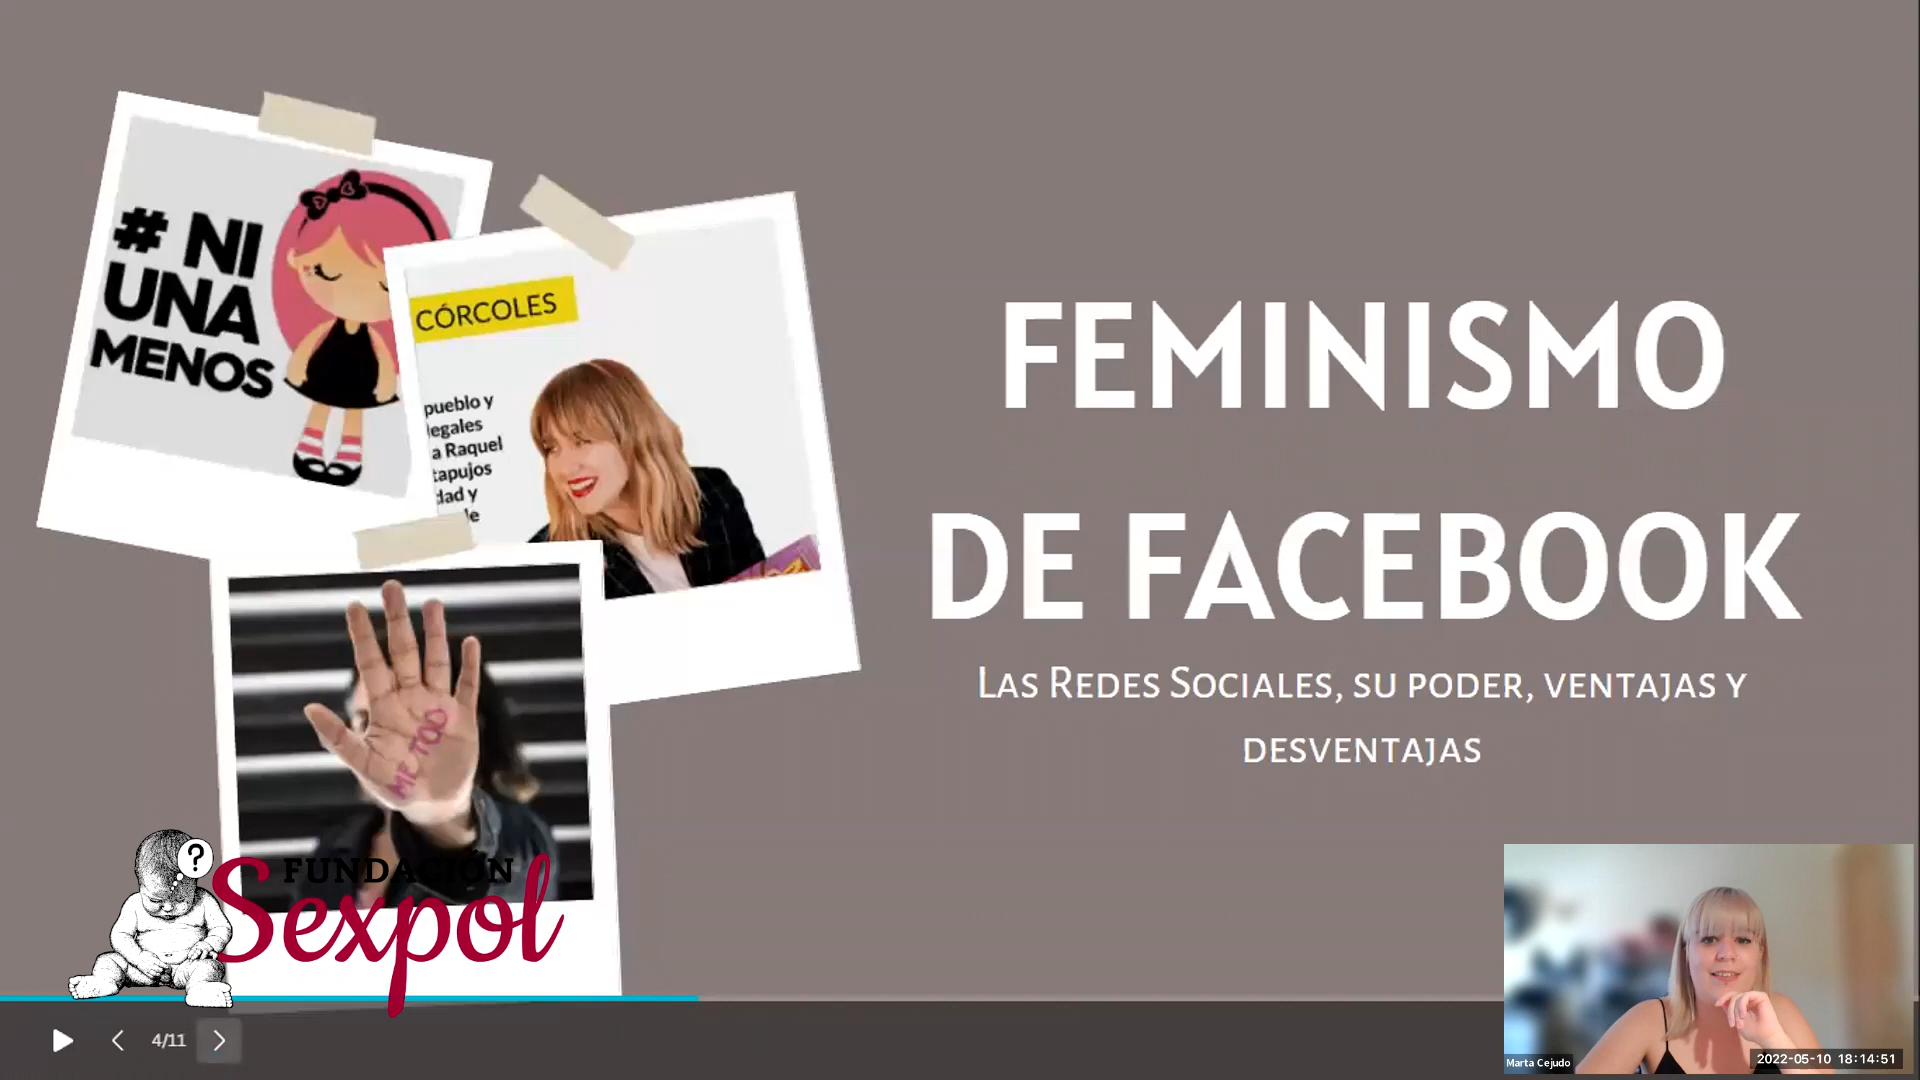 # NI
UNA
MENOS
CÓRCOLES
pueblo y
legales
a Raquel
tapujos
dad y
de
ME TOO
FEMINISMO
DE FACEBOOK
Las Redes Sociales, su poder, ventajas y
desventajas
?
FUNDACIÓN
Sexpol
4/11
Marta Cejudo
2022-05-10 18:14:51